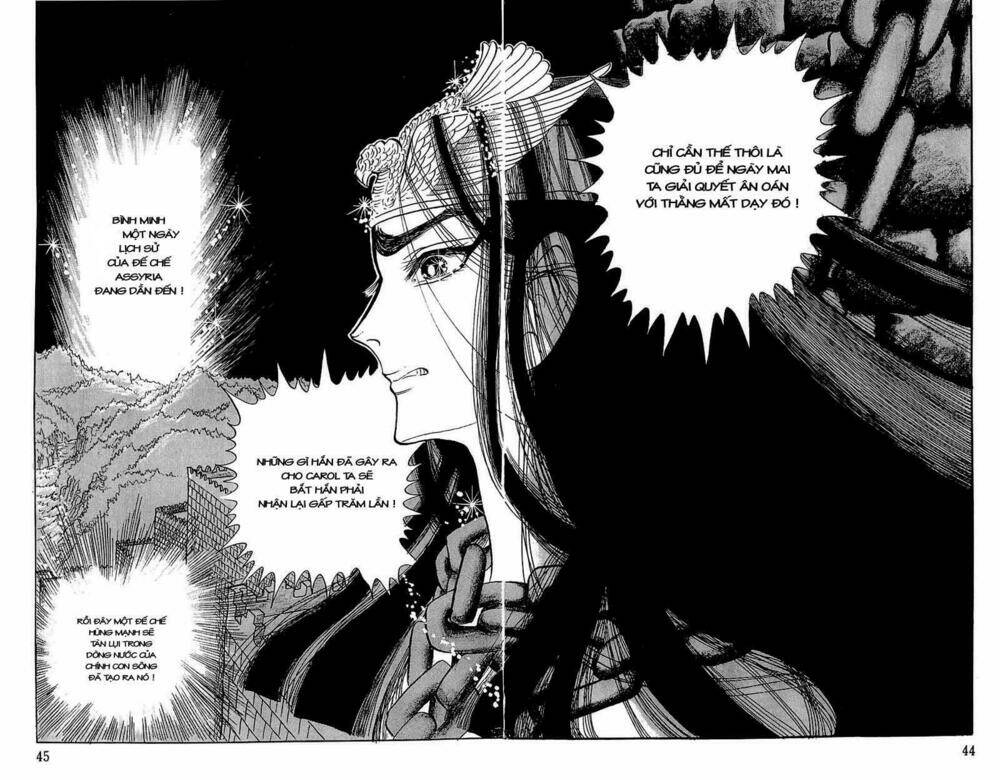 CHỈ CẦN THẾ THÔI LÀ
CŨNG ĐỦ ĐỂ NGÀY MAI
TA GIẢI QUYẾT ÂN OÁN
VỚI THẰNG MẤT DẠY ĐÓ !
NHỮNG GÌ HẮN ĐÃ GÂY RA
CHO CAROL TA SẼ
BẮT HẮN PHẢI
NHẬN LẠI GẤP TRĂM LẦN !
BÌNH MINH
MỘT NGÀY
LỊCH SỬ
CỦA ĐẾ CHẾ
ASSYRIA
ĐANG DẦN ĐẾN !
RỒI ĐÂY MỘT ĐẾ CHẾ
HÙNG MẠNH SẼ
TÀN LỤI TRONG
DÒNG NƯỚC CỦA
CHÍNH CON SÔNG
ĐÃ TẠO RA NÓ !
45
44